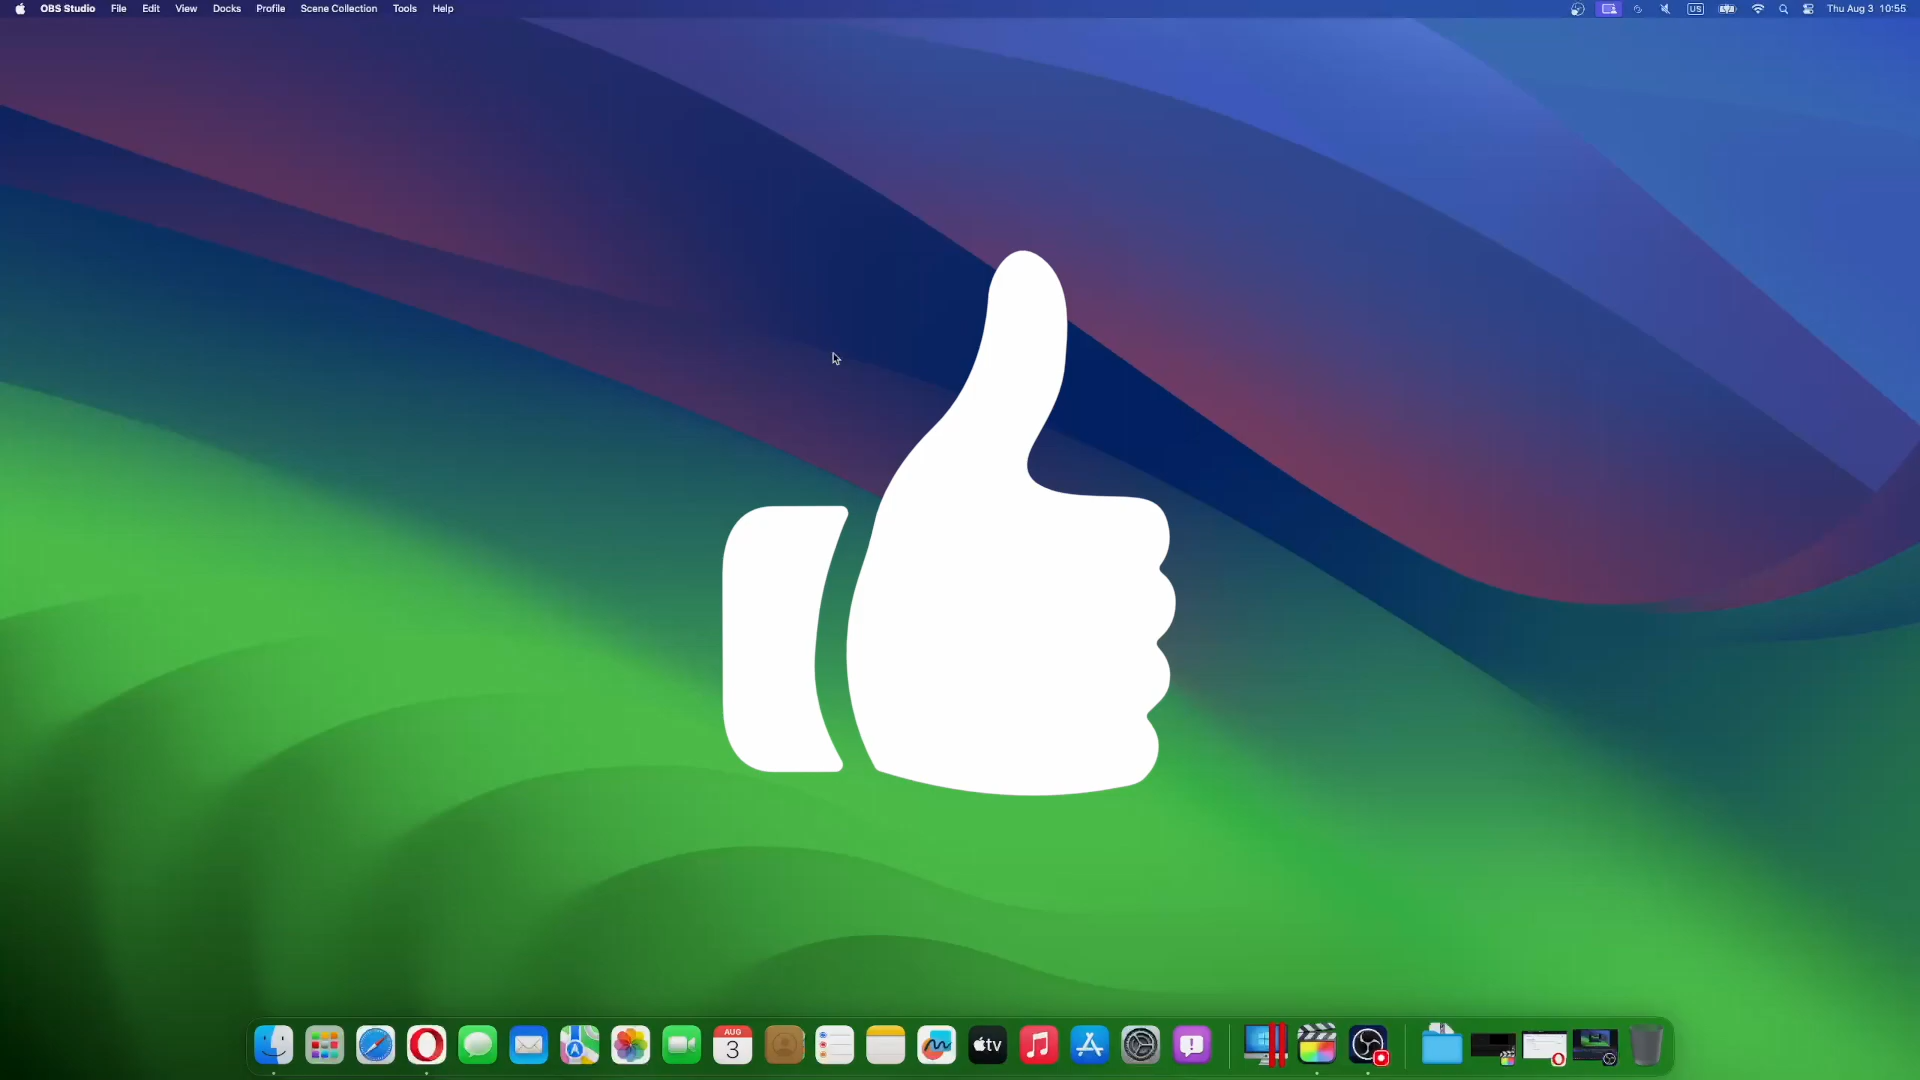 OBS Studio File Edit View Docks Profile Scene Collection Tools Help US Thu Aug 3 10:55
AUG
3
tv